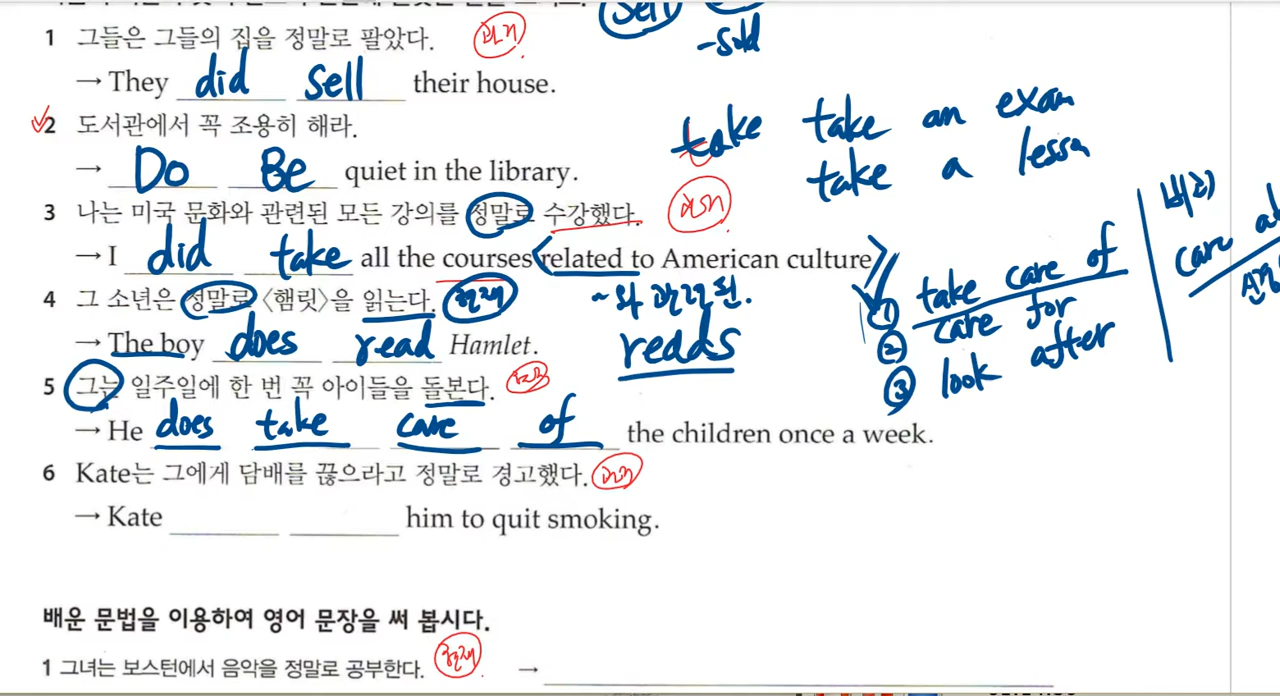 sell
-sold
1 그들은 그들의 집을 정말로 팔았다. 과거
→ They did sell their house.
take take an exam
take a lesson
2 도서관에서 꼭 조용히 해라.
→ Do Be quiet in the library.
3 나는 미국 문화와 관련된 모든 강의를 정말로 수강했다. 과거
→ I did take all the courses related to American culture
~와 관련된.
4 그 소년은 정말로 〈햄릿〉을 읽는다. 현재
→ The boy does read Hamlet. reads
① take care of
② care for
③ look after
care
5 그는 일주일에 한 번 꼭 아이들을 돌본다. 현재
→ He does take care of the children once a week.
6 Kate는 그에게 담배를 끊으라고 정말로 경고했다. 과거
→ Kate him to quit smoking.
배운 문법을 이용하여 영어 문장을 써 봅시다.
1 그녀는 보스턴에서 음악을 정말로 공부한다. 현재 →